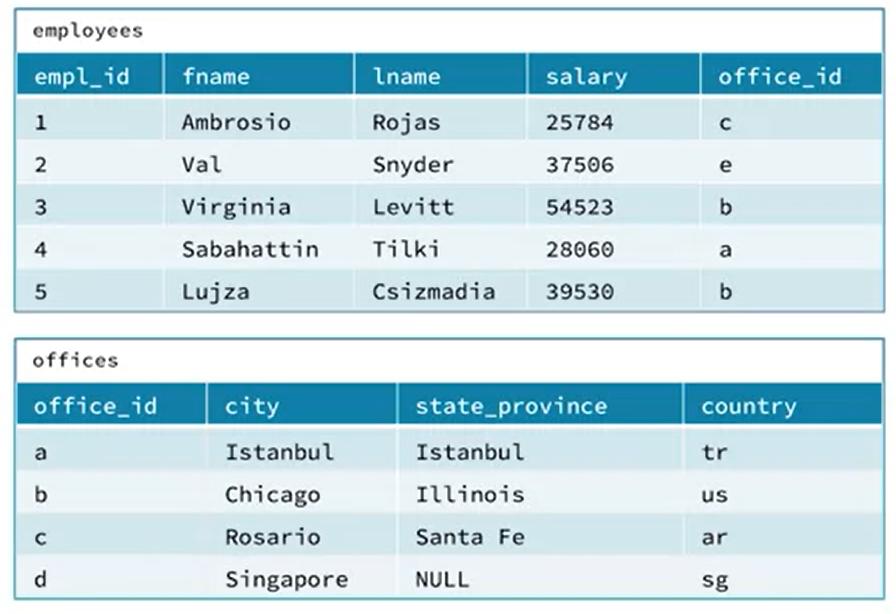 employees
empl_id fname lname salary office_id
1 Ambrosio Rojas 25784 c
2 Val Snyder 37506 e
3 Virginia Levitt 54523 b
4 Sabahattin Tilki 28060 a
5 Lujza Csizmadia 39530 b
offices
office_id city state_province country
a Istanbul Istanbul tr
b Chicago Illinois us
c Rosario Santa Fe ar
d Singapore NULL sg